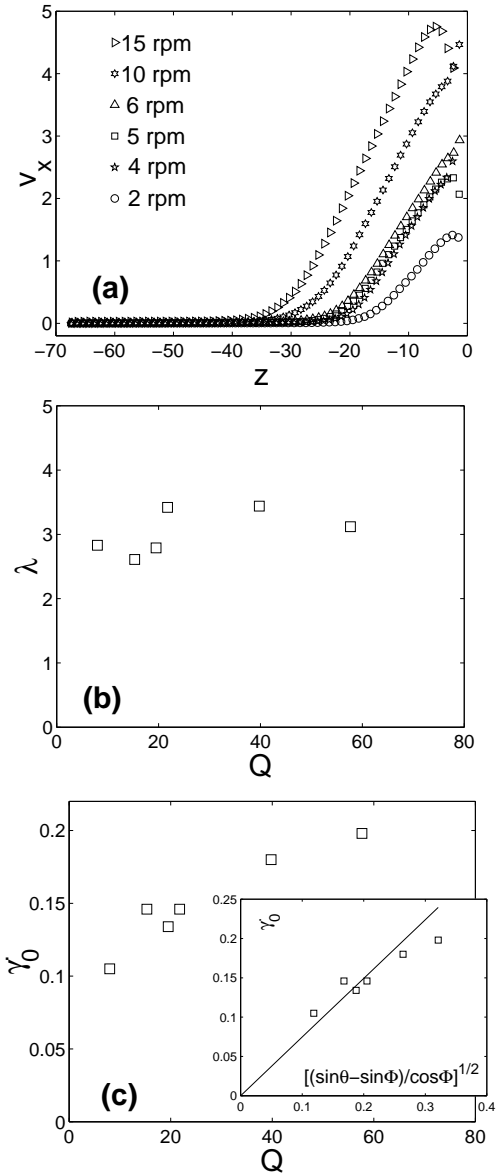 5
4
3
2
1
0
v_x
▷ 15 rpm
✡ 10 rpm
△ 6 rpm
□ 5 rpm
☆ 4 rpm
○ 2 rpm
(a)
−70 −60 −50 −40 −30 −20 −10 0
z
5
4
3
2
1
0
λ
(b)
0 20 40 60 80
Q
0.2
0.15
0.1
0.05
0
γ̇_0
0.25
0.2
0.15
0.1
0.05
0
γ̇_0
[(sinθ−sinΦ)/cosΦ]^{1/2}
0 0.1 0.2 0.3 0.4
(c)
0 20 40 60 80
Q